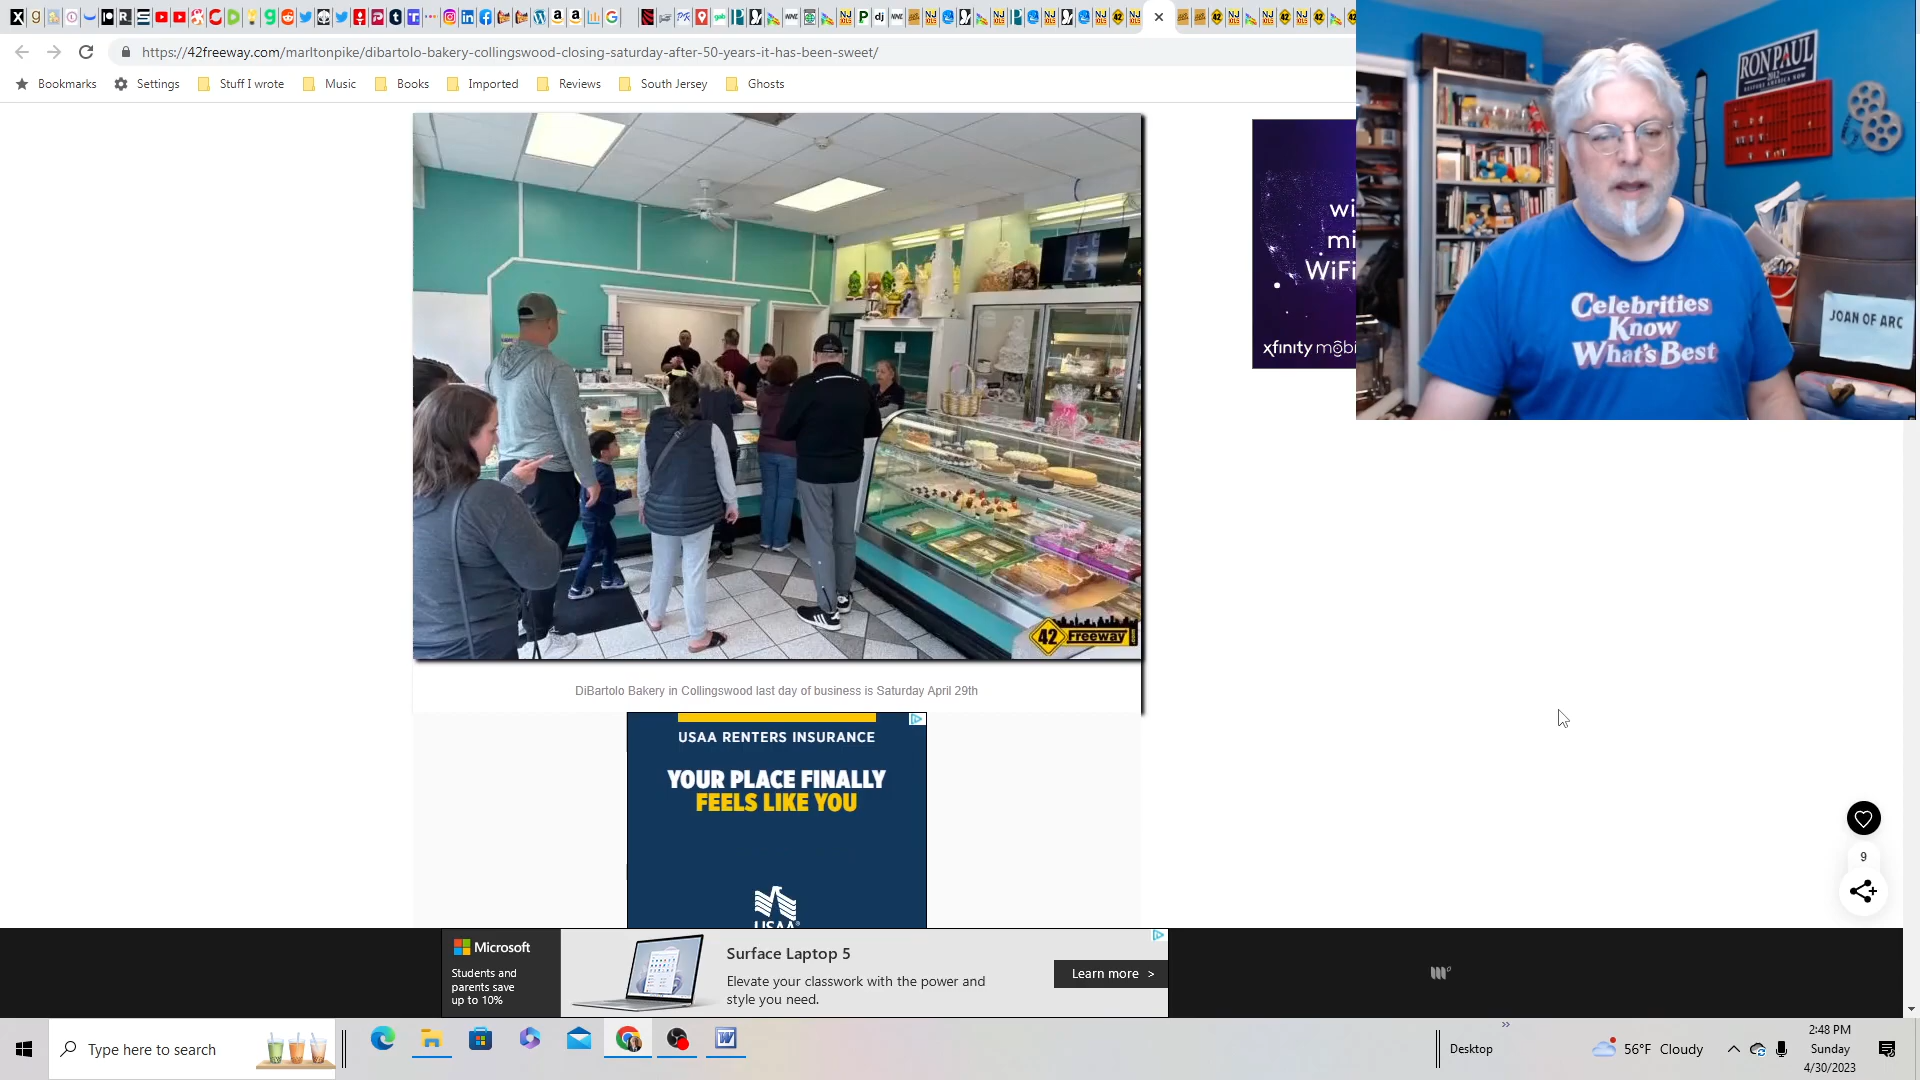 https://42freeway.com/marltonpike/dibartolo-bakery-collingswood-closing-saturday-after-50-years-it-has-been-sweet/
Bookmarks
Settings
Stuff I wrote
Music
Books
Imported
Reviews
South Jersey
Ghosts
RON PAUL
JOAN OF ARC
Celebrities
Know
What's Best
wi
mi
WiFi
xfinity mobi
42 Freeway
DiBartolo Bakery in Collingswood last day of business is Saturday April 29th
USAA RENTERS INSURANCE
YOUR PLACE FINALLY
FEELS LIKE YOU
USAA
9
Microsoft
Students and
parents save
up to 10%
Surface Laptop 5
Elevate your classwork with the power and
style you need.
Learn more >
Type here to search
Desktop
56°F Cloudy
2:48 PM
Sunday
4/30/2023